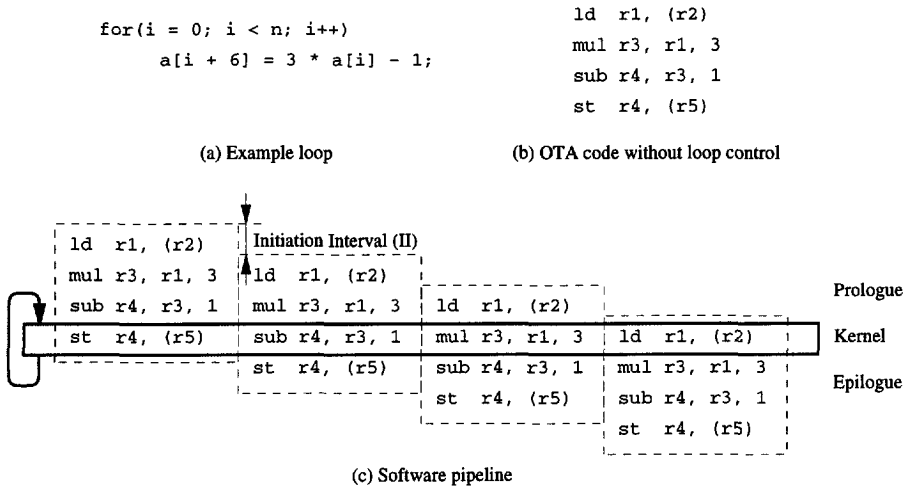 for(i = 0; i < n; i++)
a[i + 6] = 3 * a[i] - 1;
(a) Example loop
ld r1, (r2)
mul r3, r1, 3
sub r4, r3, 1
st r4, (r5)
(b) OTA code without loop control
Initiation Interval (II)
ld r1, (r2)
mul r3, r1, 3 ld r1, (r2)
sub r4, r3, 1 mul r3, r1, 3 ld r1, (r2) Prologue
st r4, (r5) sub r4, r3, 1 mul r3, r1, 3 ld r1, (r2) Kernel
st r4, (r5) sub r4, r3, 1 mul r3, r1, 3 Epilogue
st r4, (r5) sub r4, r3, 1
st r4, (r5)
(c) Software pipeline